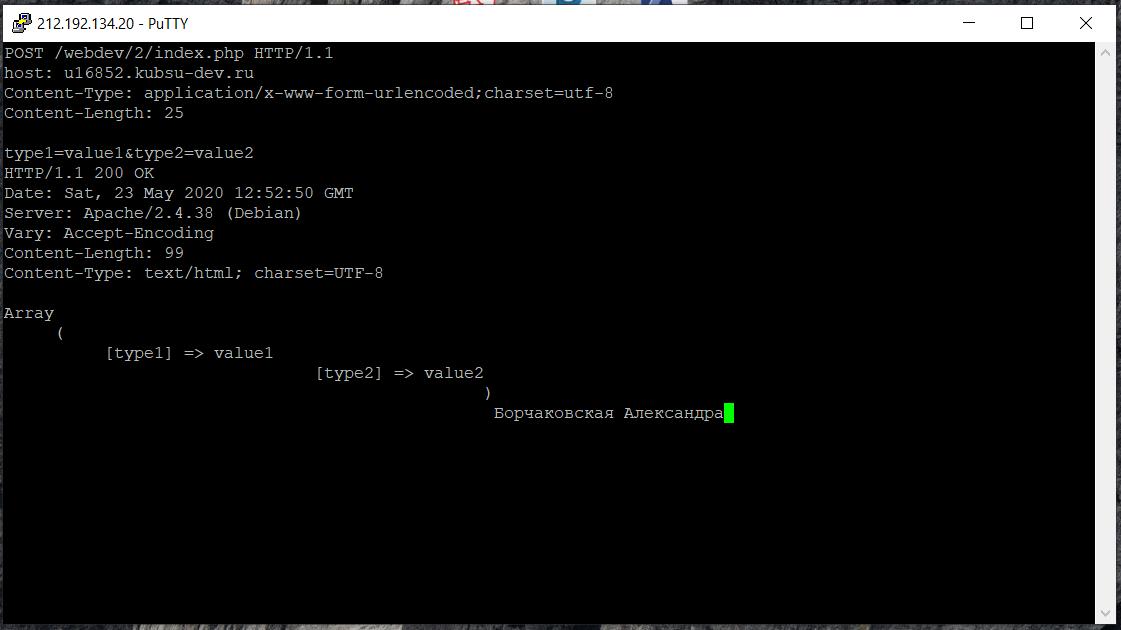 212.192.134.20 - PuTTY
POST /webdev/2/index.php HTTP/1.1
host: u16852.kubsu-dev.ru
Content-Type: application/x-www-form-urlencoded;charset=utf-8
Content-Length: 25
type1=value1&type2=value2
HTTP/1.1 200 OK
Date: Sat, 23 May 2020 12:52:50 GMT
Server: Apache/2.4.38 (Debian)
Vary: Accept-Encoding
Content-Length: 99
Content-Type: text/html; charset=UTF-8
Array
(
[type1] => value1
[type2] => value2
)
Борчаковская Александра